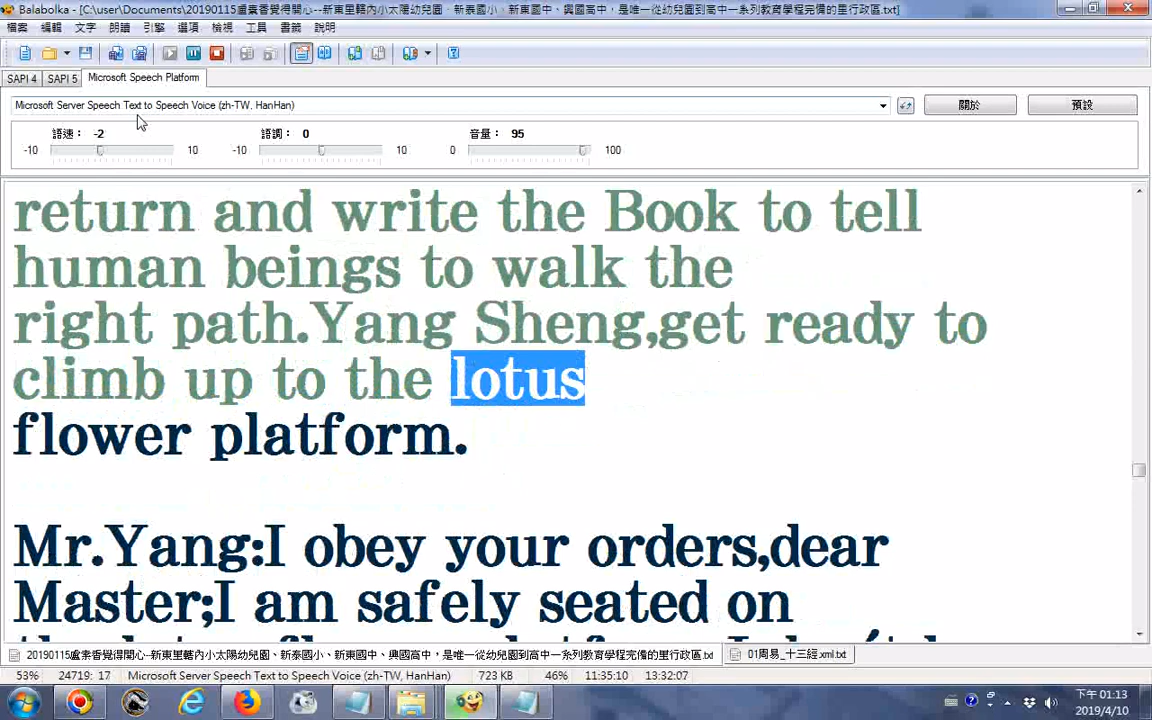 Balabolka - [C:\user\Documents\20190115盧素香覺得開心--新東里轄內小太陽幼兒園﹑新泰國小﹑新東國中﹑興國高中，是唯一從幼兒園到高中一系列教育學程完備的里行政區.txt]
檔案 編輯 文字 朗讀 引擎 選項 檢視 工具 書籤 說明
SAPI 4 SAPI 5 Microsoft Speech Platform
Microsoft Server Speech Text to Speech Voice (zh-TW, HanHan) 關於 預設
語速： -2 語調： 0 音量： 95
-10 10 -10 10 0 100
return and write the Book to tell
human beings to walk the
right path.Yang Sheng,get ready to
climb up to the lotus
flower platform.
Mr.Yang:I obey your orders,dear
Master;I am safely seated on
20190115盧素香覺得開心--新東里轄內小太陽幼兒園、新泰國小、新東國中、興國高中，是唯一從幼兒園到高中一系列教育學程完備的里行政區.txt 01周易_十三經.xml.txt
53% 24719: 17 Microsoft Server Speech Text to Speech Voice (zh-TW, HanHan) 723 KB 46% 11:35:10 13:32:07
下午 01:13
2019/4/10